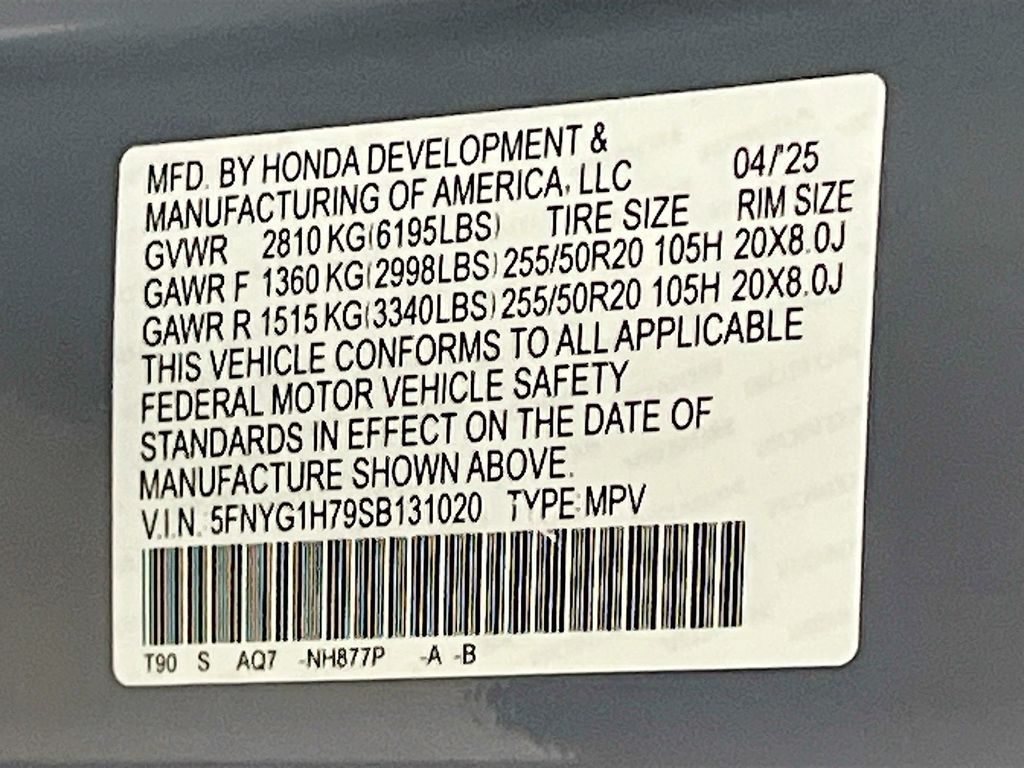 MFD. BY HONDA DEVELOPMENT &
MANUFACTURING OF AMERICA, LLC 04/'25
GVWR 2810 KG(6195LBS) TIRE SIZE RIM SIZE
GAWR F 1360 KG(2998LBS) 255/50R20 105H 20X8.0J
GAWR R 1515 KG(3340LBS) 255/50R20 105H 20X8.0J
THIS VEHICLE CONFORMS TO ALL APPLICABLE
FEDERAL MOTOR VEHICLE SAFETY
STANDARDS IN EFFECT ON THE DATE OF
MANUFACTURE SHOWN ABOVE.
V.I.N. 5FNYG1H79SB131020 TYPE:MPV
T90 S AQ7 -NH877P -A -B